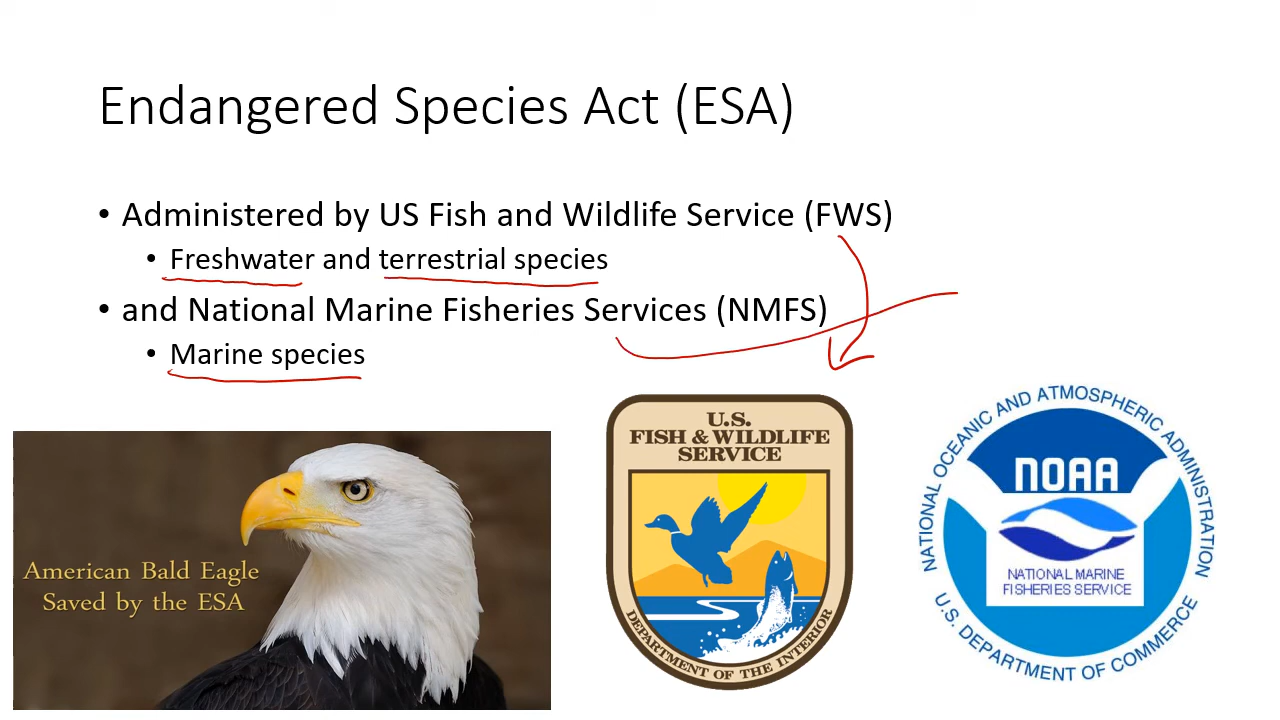 Endangered Species Act (ESA)
• Administered by US Fish and Wildlife Service (FWS)
• Freshwater and terrestrial species
• and National Marine Fisheries Services (NMFS)
• Marine species
American Bald Eagle
Saved by the ESA
U.S.
FISH & WILDLIFE
SERVICE
DEPARTMENT OF THE INTERIOR
NATIONAL OCEANIC AND ATMOSPHERIC ADMINISTRATION
NOAA
NATIONAL MARINE
FISHERIES SERVICE
U.S. DEPARTMENT OF COMMERCE